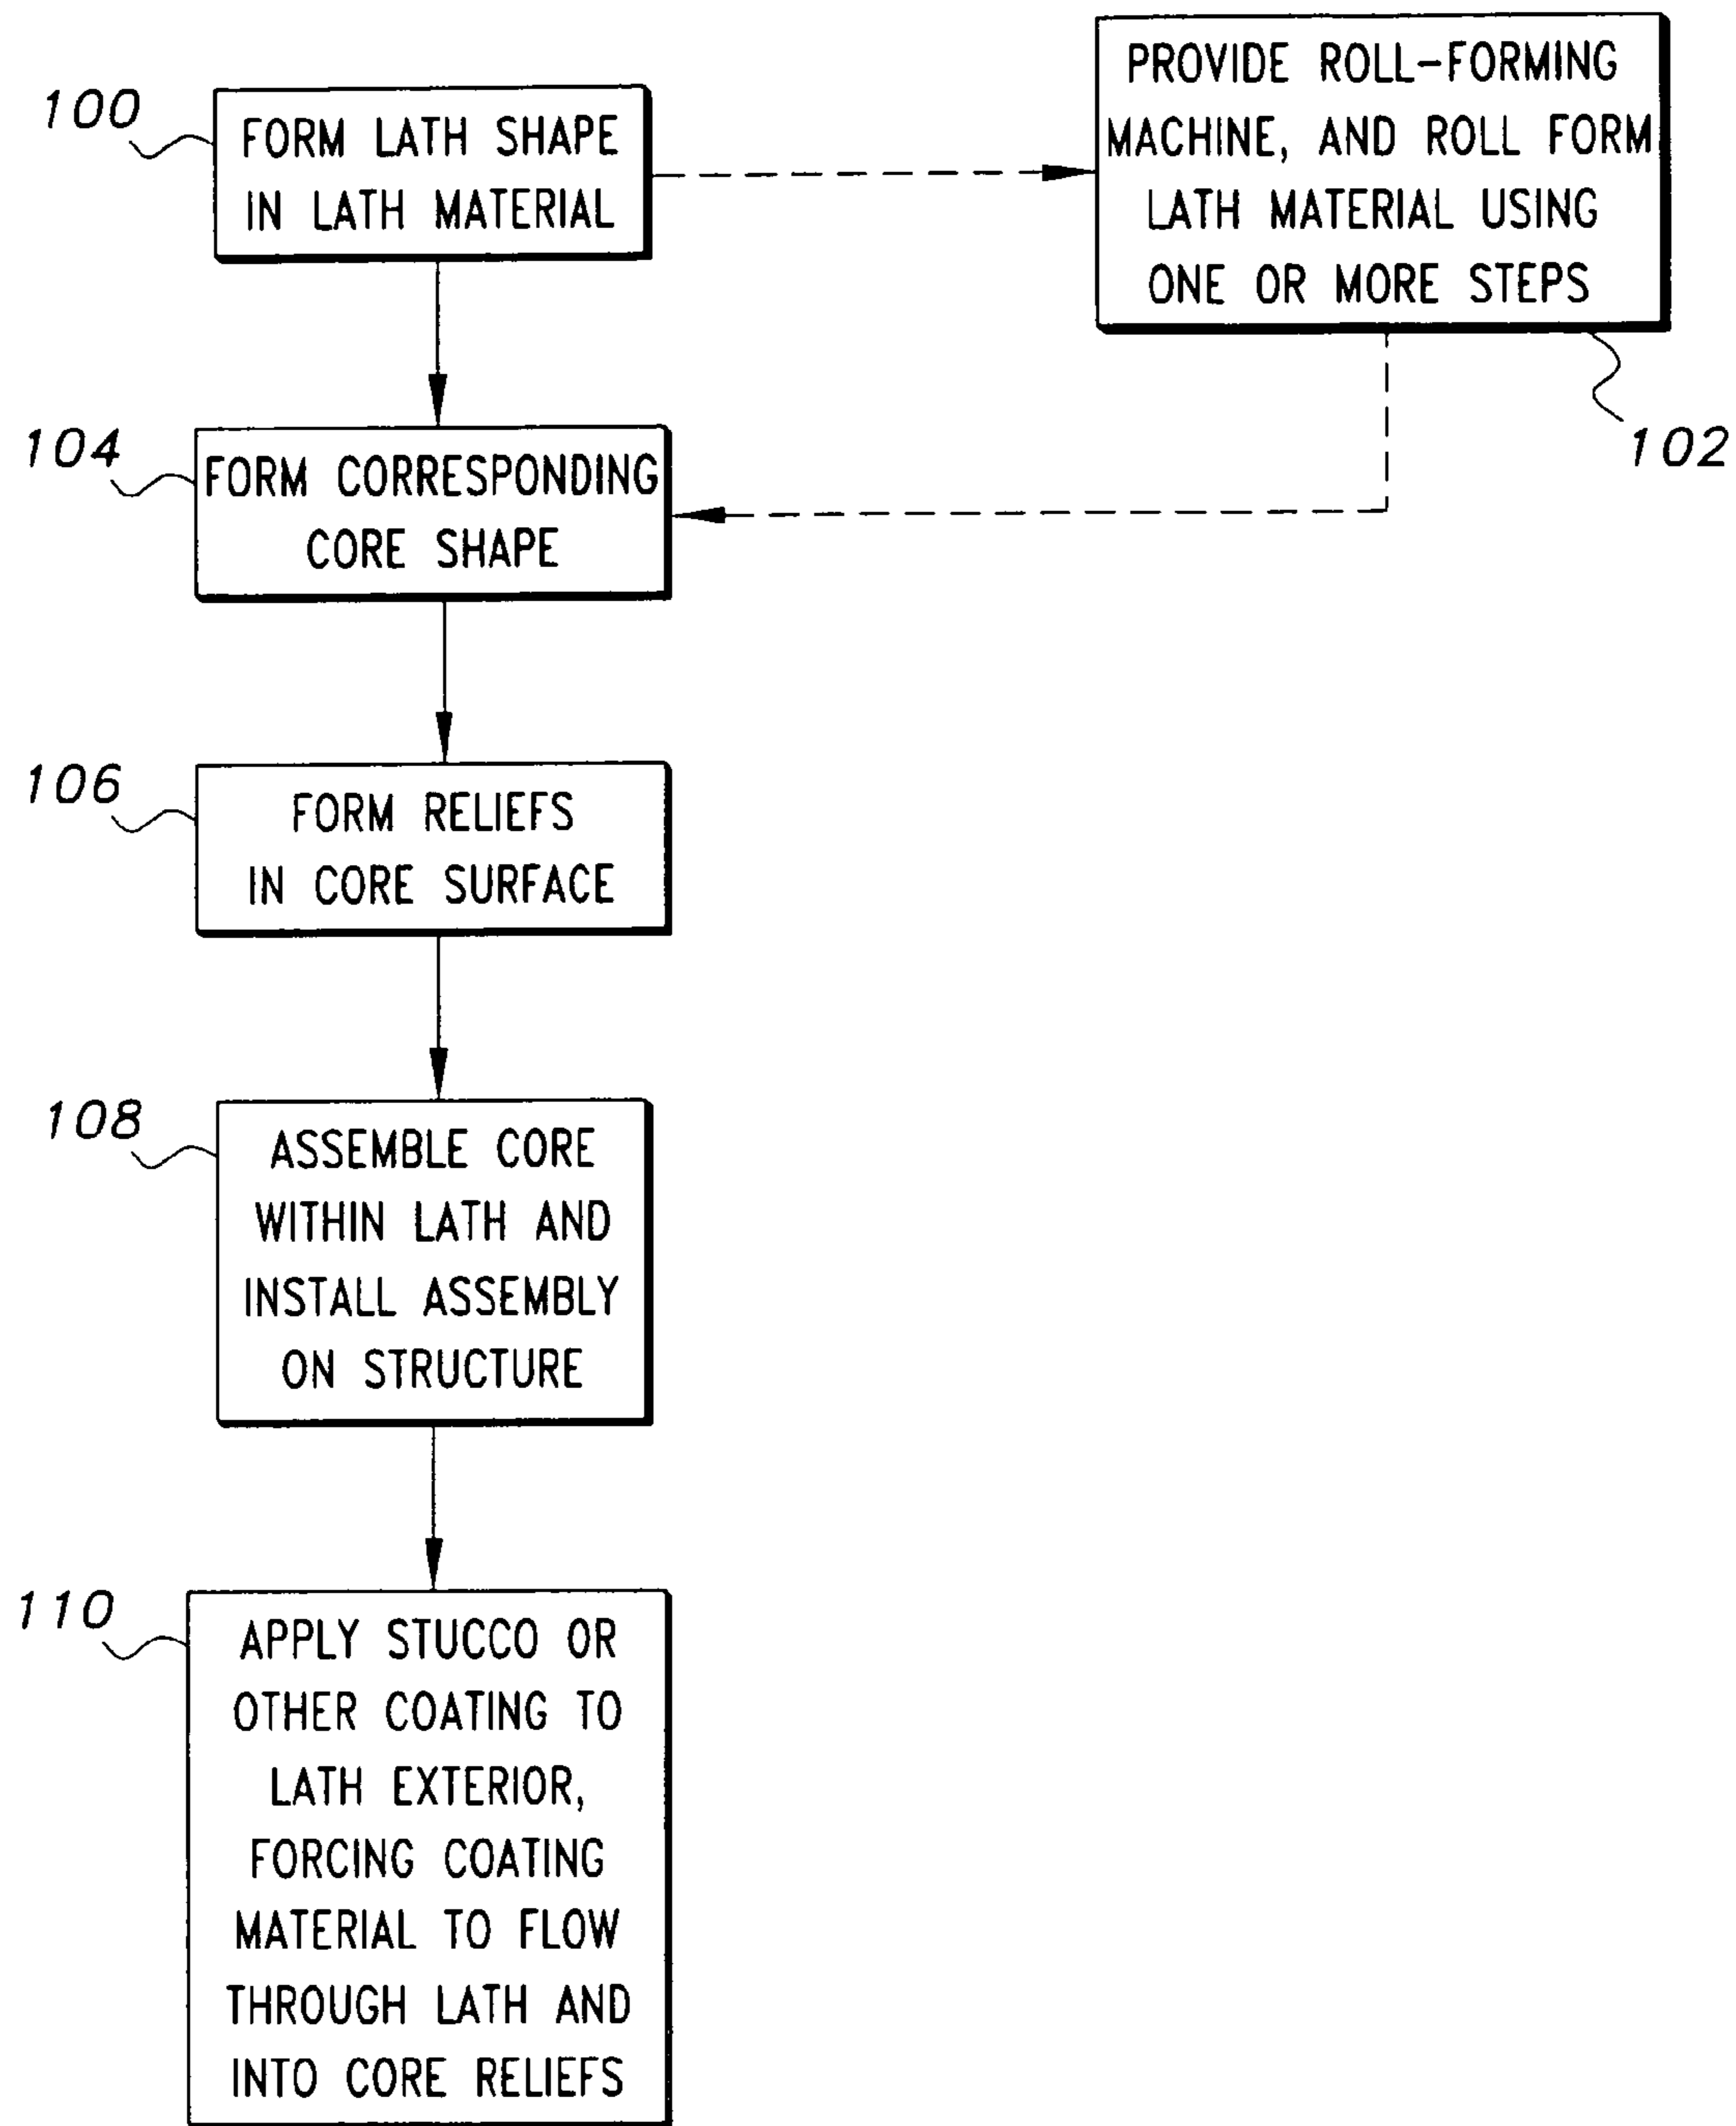 100
FORM LATH SHAPE
IN LATH MATERIAL
PROVIDE ROLL-FORMING
MACHINE, AND ROLL FORM
LATH MATERIAL USING
ONE OR MORE STEPS
102
104
FORM CORRESPONDING
CORE SHAPE
106
FORM RELIEFS
IN CORE SURFACE
108
ASSEMBLE CORE
WITHIN LATH AND
INSTALL ASSEMBLY
ON STRUCTURE
110
APPLY STUCCO OR
OTHER COATING TO
LATH EXTERIOR,
FORCING COATING
MATERIAL TO FLOW
THROUGH LATH AND
INTO CORE RELIEFS